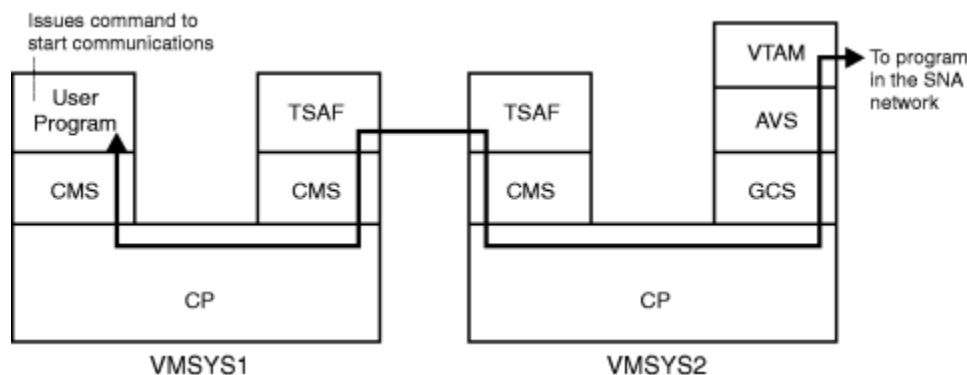 Issues command to
start communications
User
Program
CMS
TSAF
CMS
CP
VMSYS1
TSAF
CMS
VTAM
AVS
GCS
CP
VMSYS2
To program
in the SNA
network